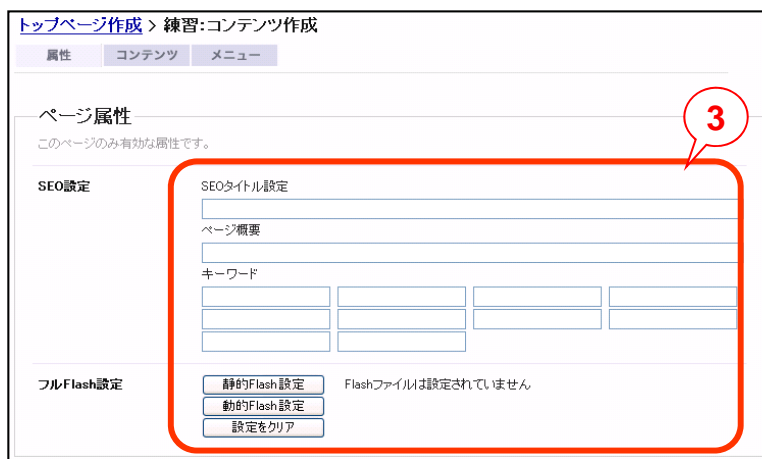 トップページ作成 > 練習:コンテンツ作成
属性 コンテンツ メニュー
3
ページ属性
このページのみ有効な属性です。
SEO設定 SEOタイトル設定
ページ概要
キーワード
フルFlash設定 静的Flash設定 Flashファイルは設定されていません
動的Flash設定
設定をクリア